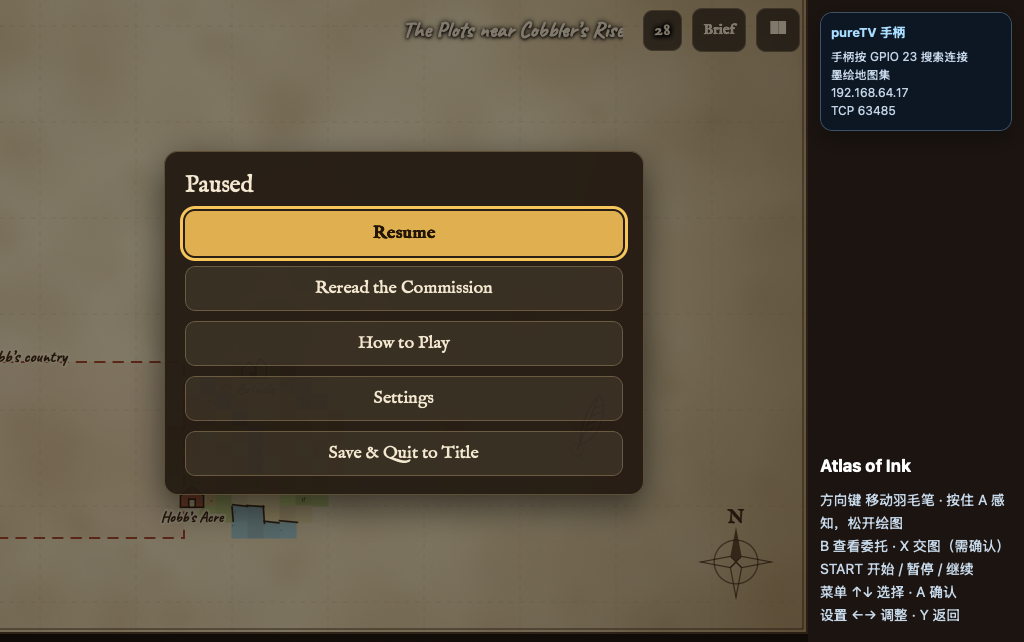 The Plots near Cobbler's Rise
28
Brief
Paused
Resume
Reread the Commission
How to Play
Settings
Save & Quit to Title
bb's country
Hobb's Acre
N
pureTV 手柄
手柄按 GPIO 23 搜索连接
墨绘地图集
192.168.64.17
TCP 63485
Atlas of Ink
方向键 移动羽毛笔 · 按住 A 感
知，松开绘图
B 查看委托 · X 交图（需确认）
START 开始 / 暂停 / 继续
菜单 ↑↓ 选择 · A 确认
设置 ←→ 调整 · Y 返回